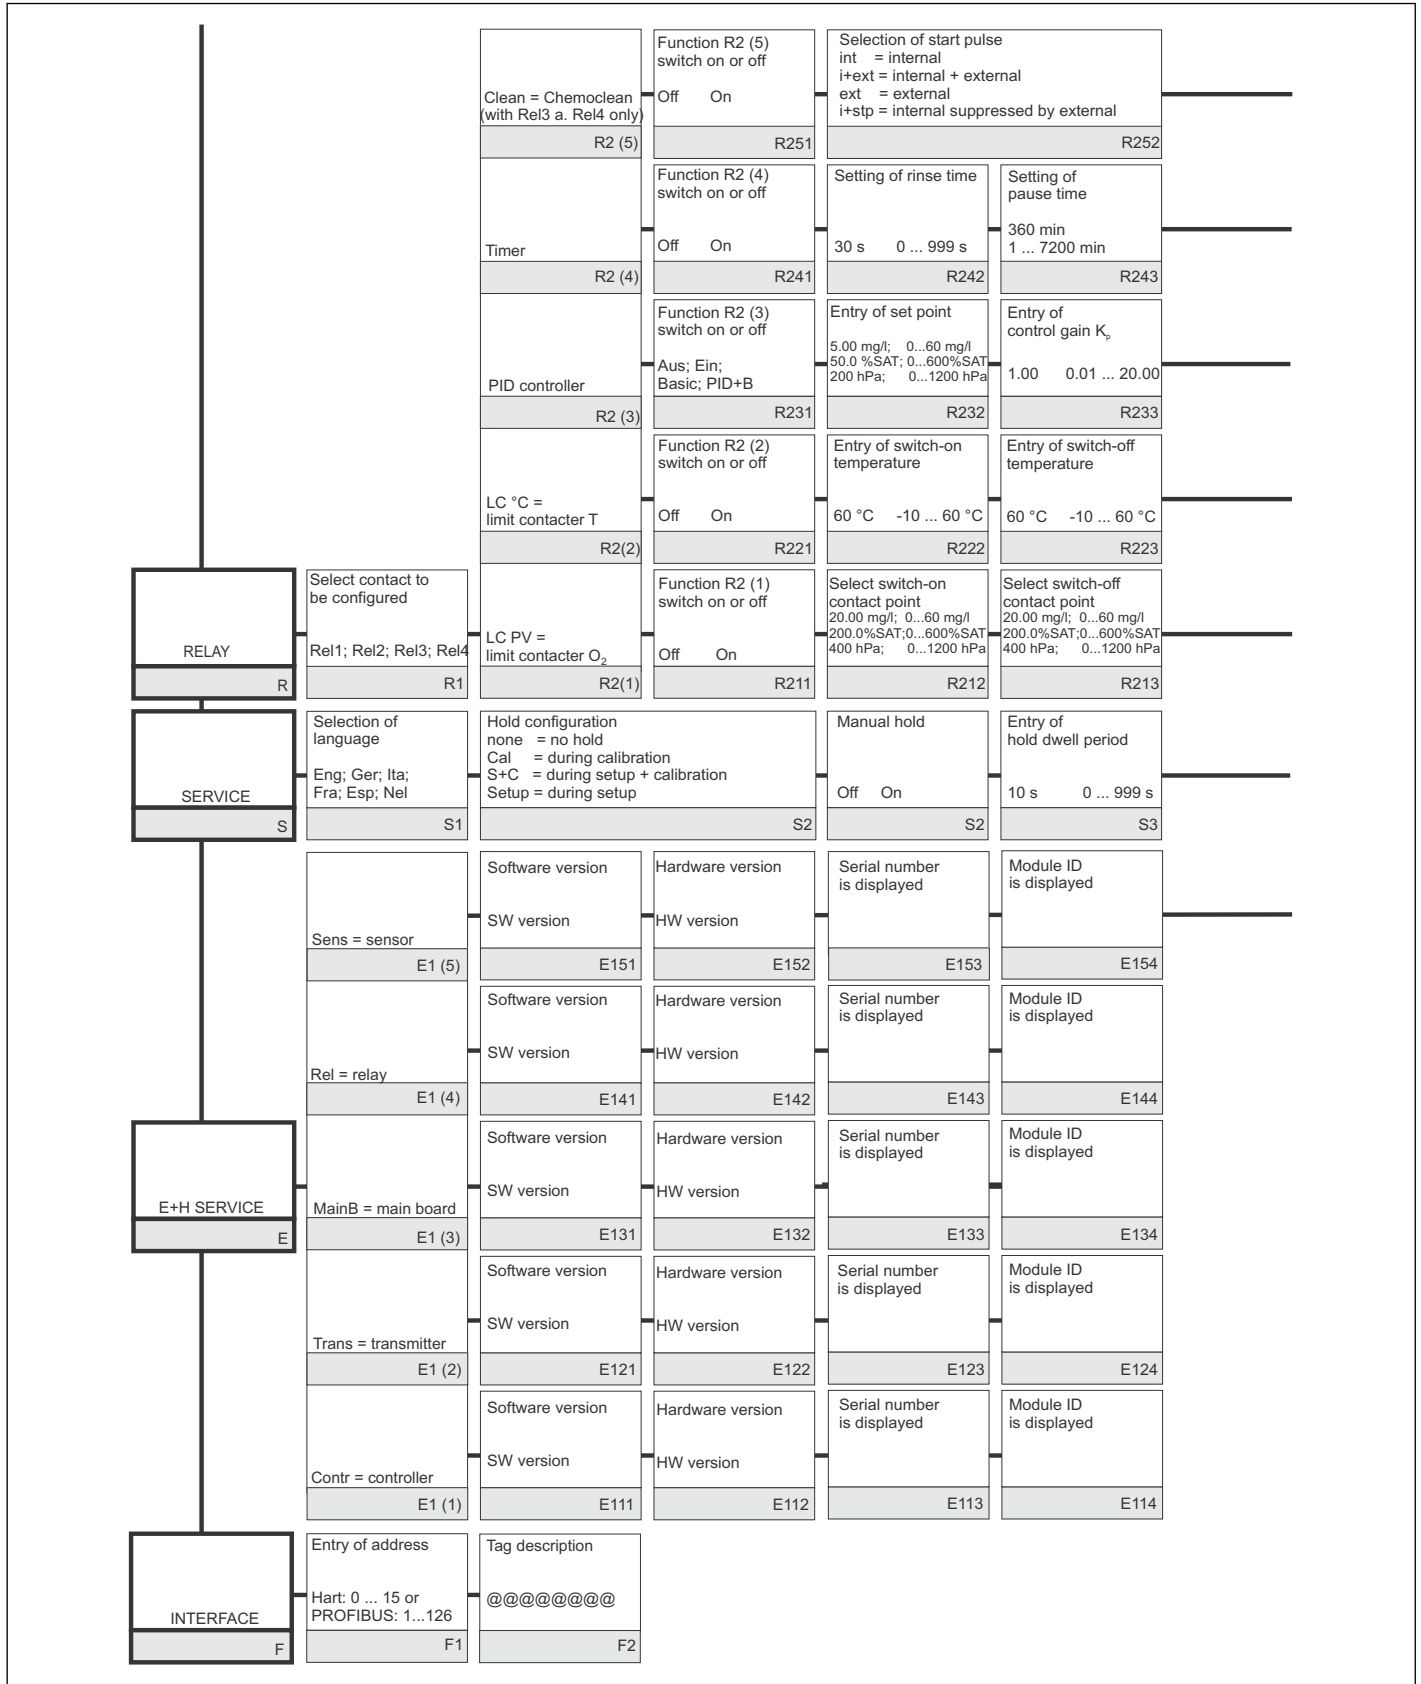 Clean = Chemoclean
(with Rel3 a. Rel4 only)
R2 (5)
Function R2 (5)
switch on or off
Off On
R251
Selection of start pulse
int = internal
i+ext = internal + external
ext = external
i+stp = internal suppressed by external
R252
Timer
R2 (4)
Function R2 (4)
switch on or off
Off On
R241
Setting of rinse time
30 s 0 ... 999 s
R242
Setting of
pause time
360 min
1 ... 7200 min
R243
PID controller
R2 (3)
Function R2 (3)
switch on or off
Aus; Ein;
Basic; PID+B
R231
Entry of set point
5.00 mg/l; 0...60 mg/l
50.0 %SAT; 0...600%SAT
200 hPa; 0...1200 hPa
R232
Entry of
control gain Kp
1.00 0.01 ... 20.00
R233
LC °C =
limit contacter T
R2(2)
Function R2 (2)
switch on or off
Off On
R221
Entry of switch-on
temperature
60 °C -10 ... 60 °C
R222
Entry of switch-off
temperature
60 °C -10 ... 60 °C
R223
RELAY
R
Select contact to
be configured
Rel1; Rel2; Rel3; Rel4
R1
LC PV =
limit contacter O2
R2(1)
Function R2 (1)
switch on or off
Off On
R211
Select switch-on
contact point
20.00 mg/l; 0...60 mg/l
200.0%SAT;0...600%SAT
400 hPa; 0...1200 hPa
R212
Select switch-off
contact point
20.00 mg/l; 0...60 mg/l
200.0%SAT;0...600%SAT
400 hPa; 0...1200 hPa
R213
SERVICE
S
Selection of
language
Eng; Ger; Ita;
Fra; Esp; Nel
S1
Hold configuration
none = no hold
Cal = during calibration
S+C = during setup + calibration
Setup = during setup
S2
Manual hold
Off On
S2
Entry of
hold dwell period
10 s 0 ... 999 s
S3
Sens = sensor
E1 (5)
Software version
SW version
E151
Hardware version
HW version
E152
Serial number
is displayed
E153
Module ID
is displayed
E154
Rel = relay
E1 (4)
Software version
SW version
E141
Hardware version
HW version
E142
Serial number
is displayed
E143
Module ID
is displayed
E144
E+H SERVICE
E
MainB = main board
E1 (3)
Software version
SW version
E131
Hardware version
HW version
E132
Serial number
is displayed
E133
Module ID
is displayed
E134
Trans = transmitter
E1 (2)
Software version
SW version
E121
Hardware version
HW version
E122
Serial number
is displayed
E123
Module ID
is displayed
E124
Contr = controller
E1 (1)
Software version
SW version
E111
Hardware version
HW version
E112
Serial number
is displayed
E113
Module ID
is displayed
E114
INTERFACE
F
Entry of address
Hart: 0 ... 15 or
PROFIBUS: 1...126
F1
Tag description
@@@@@@@@
F2